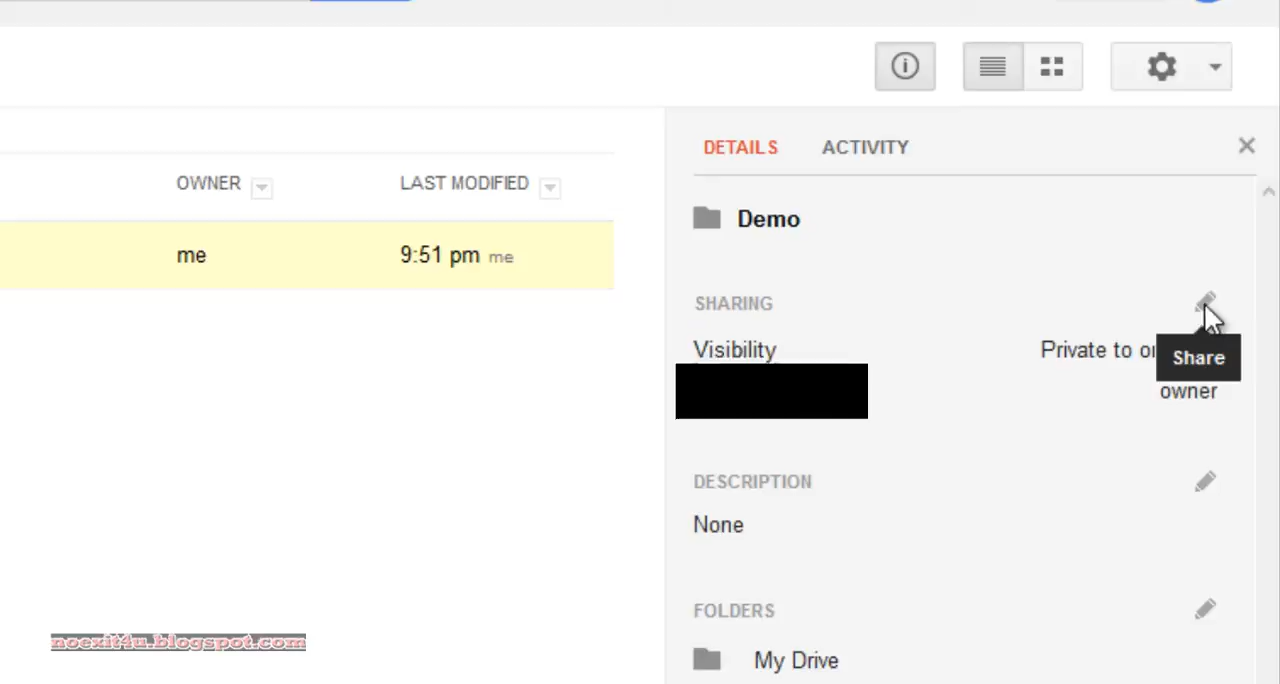 DETAILS ACTIVITY
OWNER LAST MODIFIED
Demo
me 9:51 pm me
SHARING
Visibility Private to
Share
owner
DESCRIPTION
None
FOLDERS
noexit4u.blogspot.com
My Drive